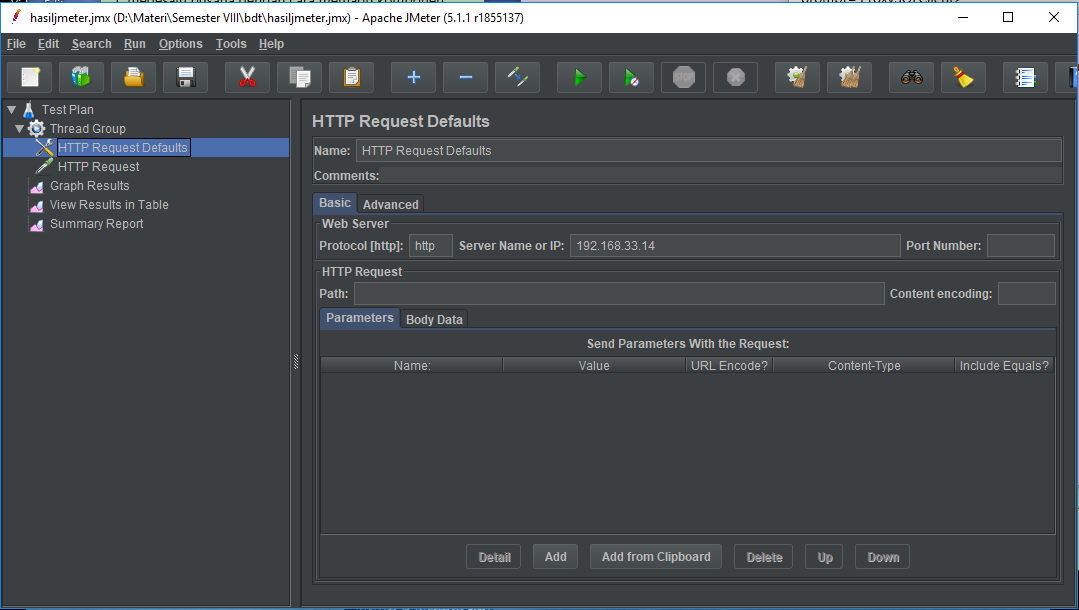 hasiljmeter.jmx (D:\Materi\Semester VIII\bdt\hasiljmeter.jmx) - Apache JMeter (5.1.1 r1855137)
File Edit Search Run Options Tools Help
STOP
Test Plan
Thread Group
HTTP Request Defaults
HTTP Request
Graph Results
View Results in Table
Summary Report
HTTP Request Defaults
Name: HTTP Request Defaults
Comments:
Basic Advanced
Web Server
Protocol [http]: http Server Name or IP: 192.168.33.14 Port Number:
HTTP Request
Path: Content encoding:
Parameters Body Data
Send Parameters With the Request:
Name: Value URL Encode? Content-Type Include Equals?
Detail Add Add from Clipboard Delete Up Down